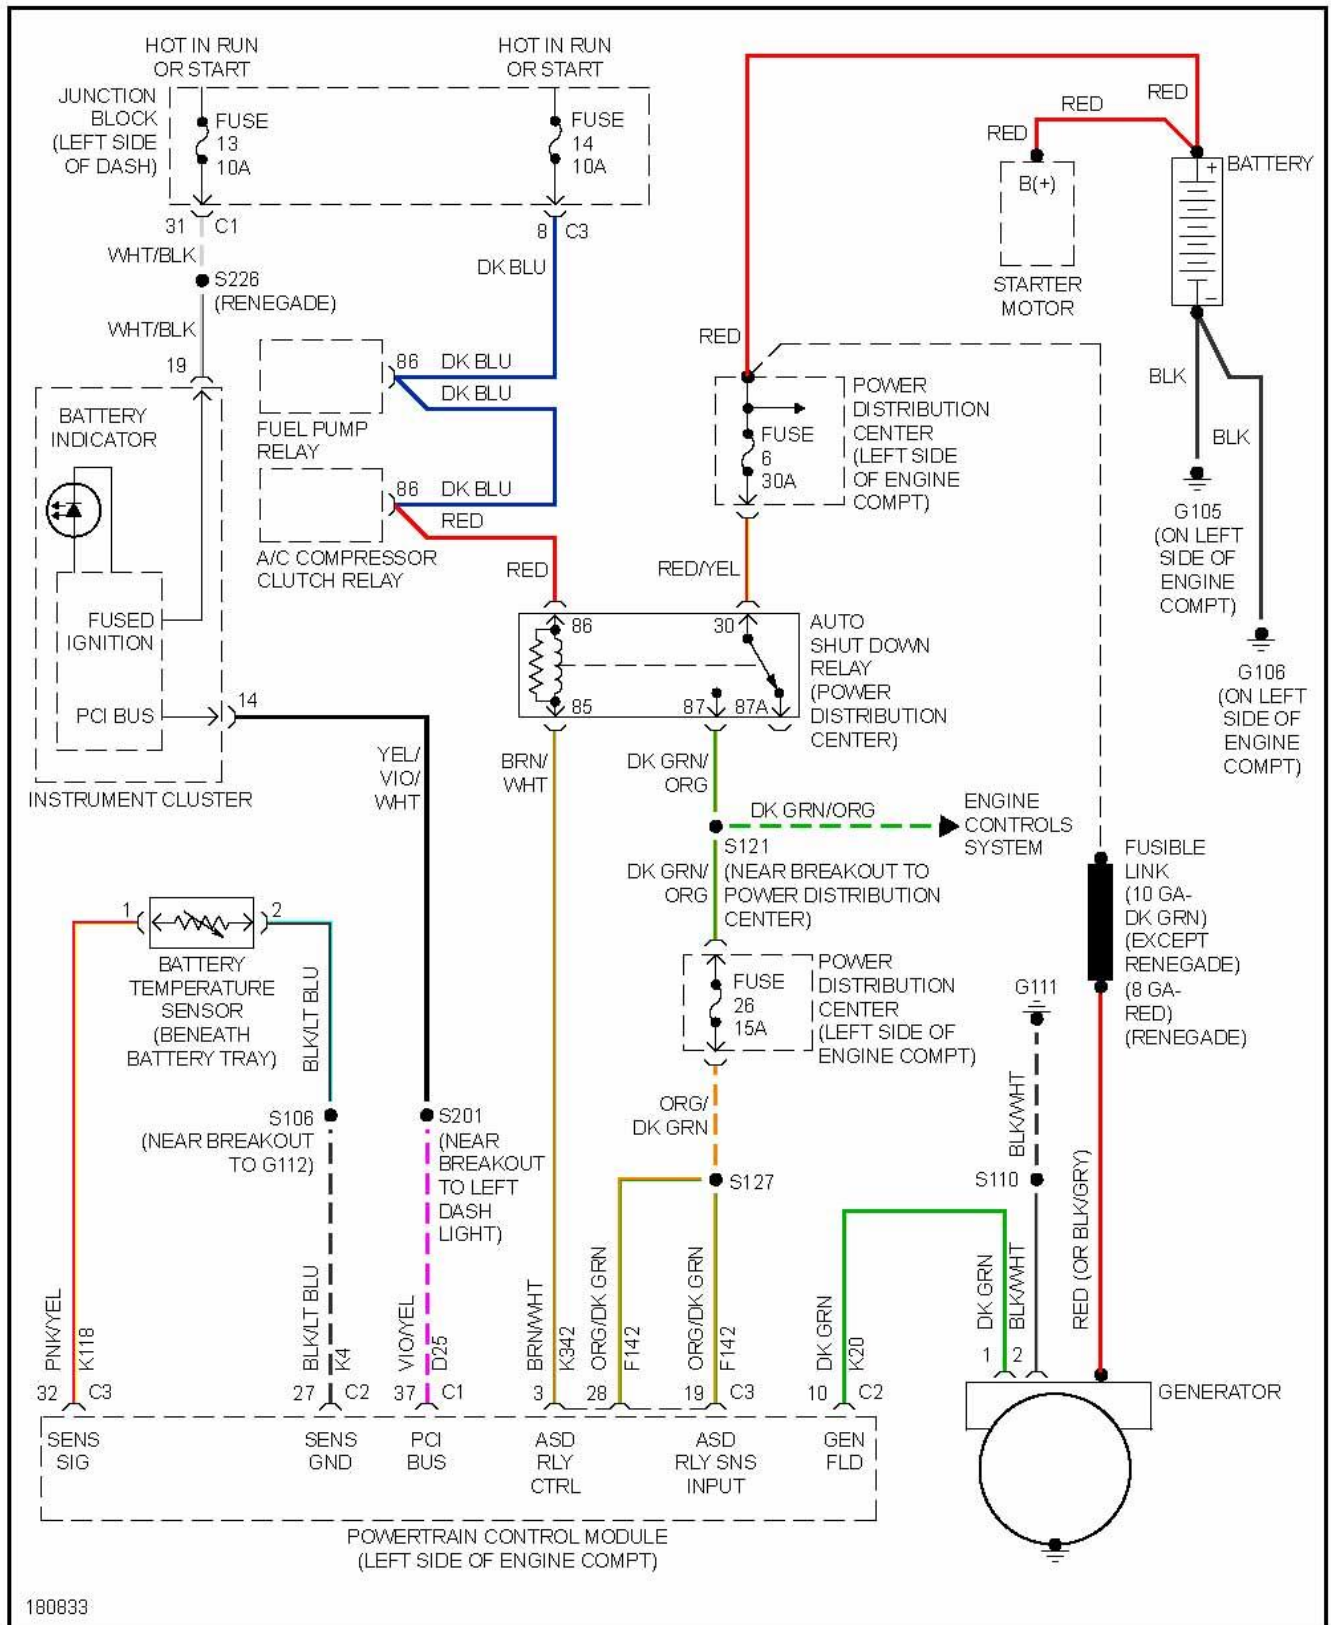 HOT IN RUN
OR START
HOT IN RUN
OR START
JUNCTION
BLOCK
(LEFT SIDE
OF DASH)
FUSE
13
10A
FUSE
14
10A
31 C1
8 C3
WHT/BLK
S226
(RENEGADE)
WHT/BLK
19
DK BLU
86 DK BLU
DK BLU
FUEL PUMP
RELAY
86 DK BLU
RED
A/C COMPRESSOR
CLUTCH RELAY
RED
RED
RED
RED
RED
B(+)
STARTER
MOTOR
+
BATTERY
–
BLK
BLK
G105
(ON LEFT
SIDE OF
ENGINE
COMPT)
G106
(ON LEFT
SIDE OF
ENGINE
COMPT)
FUSE
6
30A
POWER
DISTRIBUTION
CENTER
(LEFT SIDE
OF ENGINE
COMPT)
RED/YEL
BATTERY
INDICATOR
FUSED
IGNITION
PCI BUS
14
INSTRUMENT CLUSTER
YEL/
VIO/
WHT
86
30
85
87 87A
AUTO
SHUT DOWN
RELAY
(POWER
DISTRIBUTION
CENTER)
BRN/
WHT
DK GRN/
ORG
DK GRN/ORG
ENGINE
CONTROLS
SYSTEM
S121
(NEAR BREAKOUT TO
POWER DISTRIBUTION
CENTER)
DK GRN/
ORG
FUSE
26
15A
POWER
DISTRIBUTION
CENTER
(LEFT SIDE OF
ENGINE COMPT)
FUSIBLE
LINK
(10 GA-
DK GRN)
(EXCEPT
RENEGADE)
(8 GA-
RED)
(RENEGADE)
1
2
BATTERY
TEMPERATURE
SENSOR
(BENEATH
BATTERY TRAY)
BLK/LT BLU
S106
(NEAR BREAKOUT
TO G112)
S201
(NEAR
BREAKOUT
TO LEFT
DASH
LIGHT)
ORG/
DK GRN
S127
G111
BLK/WHT
S110
PNK/YEL
K118
BLK/LT BLU
K4
VIO/YEL
D25
BRN/WHT
K342
ORG/DK GRN
F142
ORG/DK GRN
F142
DK GRN
K20
DK GRN
BLK/WHT
RED (OR BLK/GRY)
1 2
GENERATOR
32 C3
27 C2
37 C1
3
28
19 C3
10 C2
SENS
SIG
SENS
GND
PCI
BUS
ASD
RLY
CTRL
ASD
RLY SNS
INPUT
GEN
FLD
POWERTRAIN CONTROL MODULE
(LEFT SIDE OF ENGINE COMPT)
180833